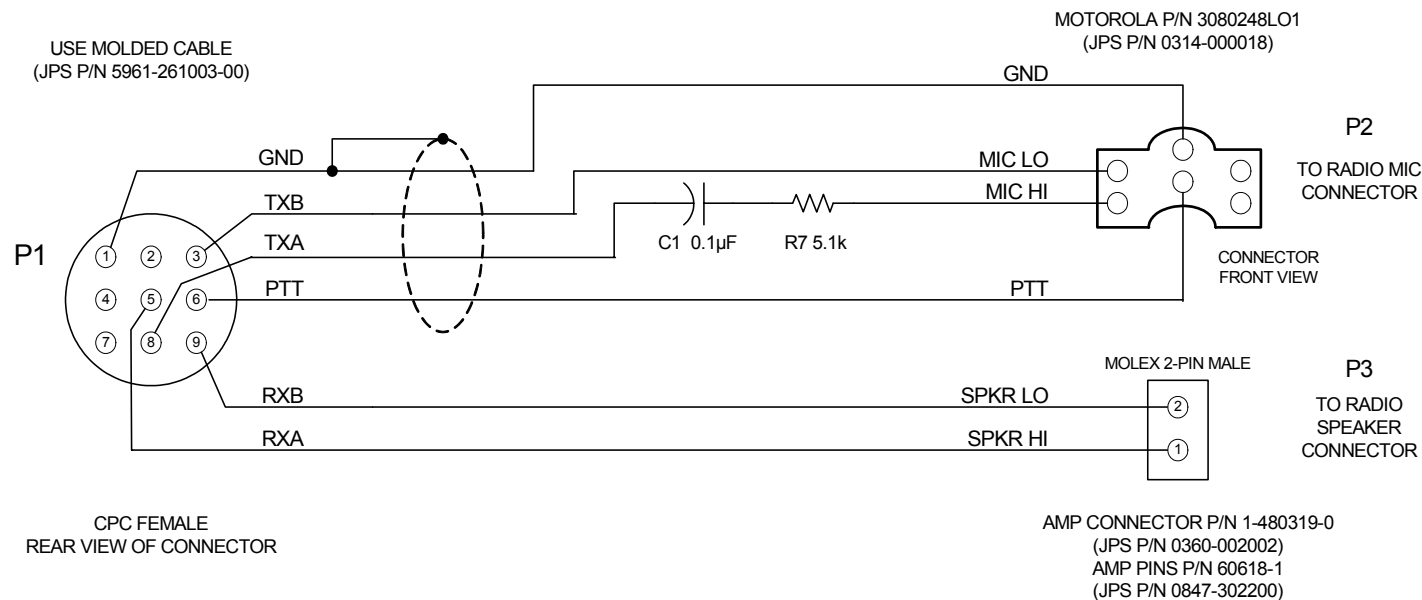 USE MOLDED CABLE
(JPS P/N 5961-261003-00)
MOTOROLA P/N 3080248LO1
(JPS P/N 0314-000018)
GND
GND
P2
TXB
MIC LO
TO RADIO MIC
CONNECTOR
MIC HI
P1
1
2
3
TXA
C1 0.1µF
R7 5.1k
CONNECTOR
FRONT VIEW
4
5
6
PTT
PTT
7
8
9
MOLEX 2-PIN MALE
P3
RXB
SPKR LO
2
TO RADIO
SPEAKER
CONNECTOR
RXA
SPKR HI
1
CPC FEMALE
REAR VIEW OF CONNECTOR
AMP CONNECTOR P/N 1-480319-0
(JPS P/N 0360-002002)
AMP PINS P/N 60618-1
(JPS P/N 0847-302200)